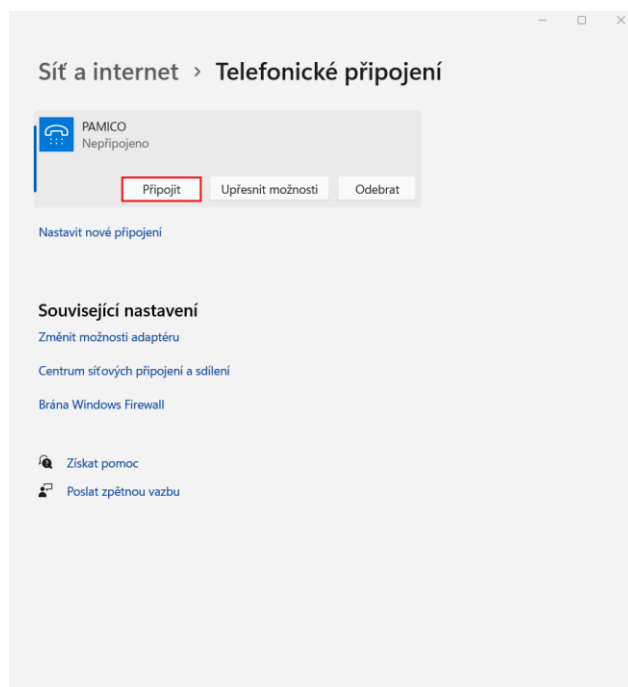 Síť a internet > Telefonické připojení
PAMICO
Nepřipojeno
Připojit Upřesnit možnosti Odebrat
Nastavit nové připojení
Související nastavení
Změnit možnosti adaptéru
Centrum síťových připojení a sdílení
Brána Windows Firewall
Získat pomoc
Poslat zpětnou vazbu